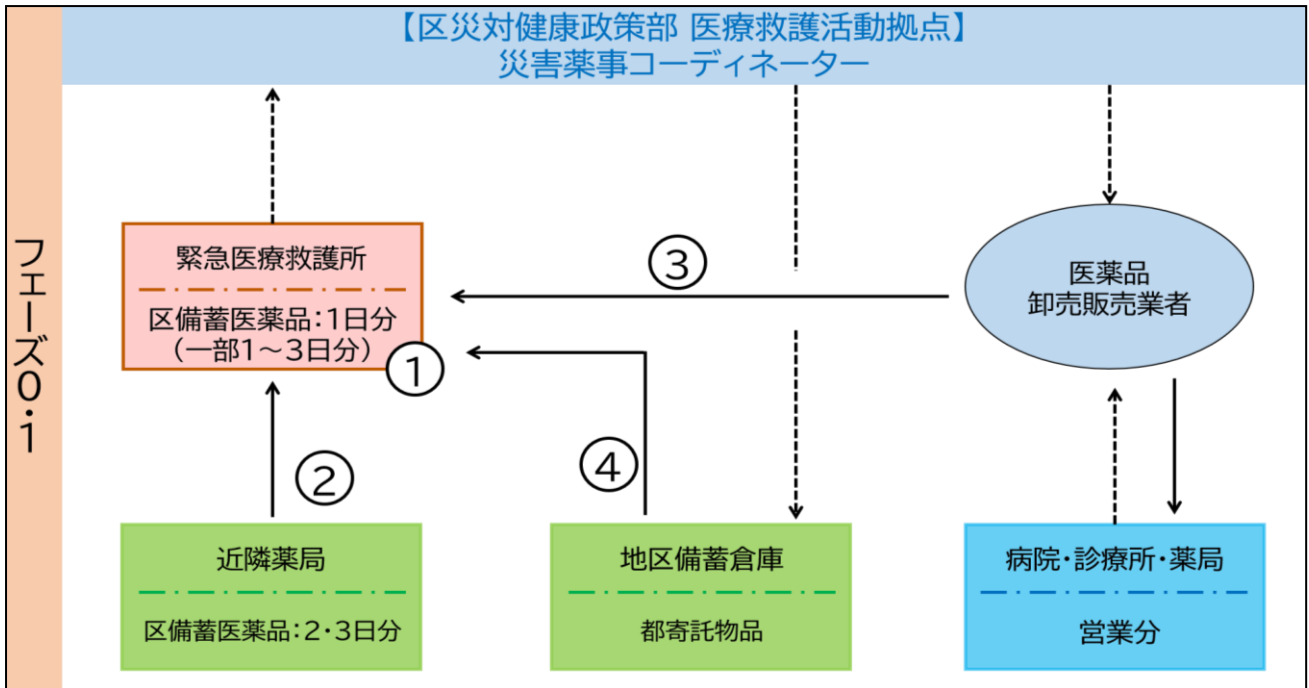 【区災対健康政策部 医療救護活動拠点】
災害薬事コーディネーター
フェーズ0・1
緊急医療救護所
区備蓄医薬品:1日分
(一部1~3日分)
①
③
医薬品
卸売販売業者
②
④
近隣薬局
区備蓄医薬品:2・3日分
地区備蓄倉庫
都寄託物品
病院・診療所・薬局
営業分